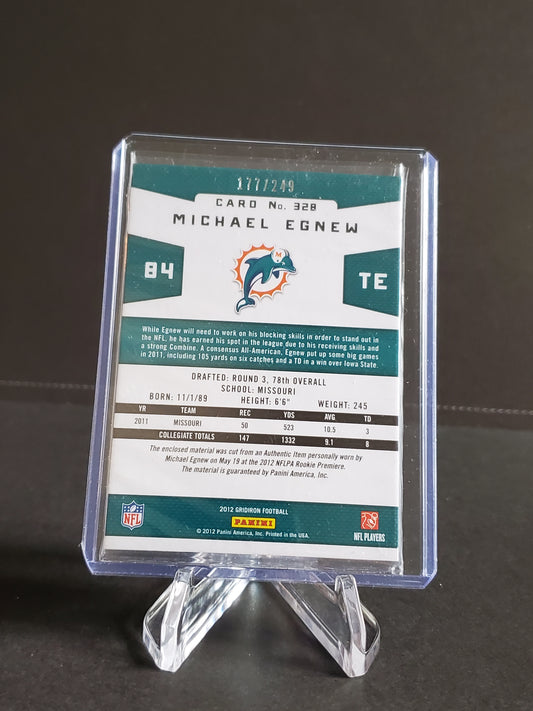 177/249
CARD No. 328
MICHAEL EGNEW
84
M
TE
While Egnew will need to work on his blocking skills in order to stand out in
the NFL, he has earned his spot in the league due to his receiving skills and
a strong Combine. A consensus All-American, Egnew put up some big games
in 2011, including 105 yards on six catches and a TD in a win over Iowa State.
DRAFTED: ROUND 3, 78th OVERALL
SCHOOL: MISSOURI
BORN: 11/1/89 HEIGHT: 6'6" WEIGHT: 245
YR TEAM REC YDS AVG TD
2011 MISSOURI 50 523 10.5 3
COLLEGIATE TOTALS 147 1332 9.1 8
The enclosed material was cut from an Authentic Item personally worn by
Michael Egnew on May 19 at the 2012 NFLPA Rookie Premiere.
The material is guaranteed by Panini America, Inc.
2012 GRIDIRON FOOTBALL
PANINI
© 2012 Panini America, Inc. Printed in the USA.
NFL
NFL PLAYERS